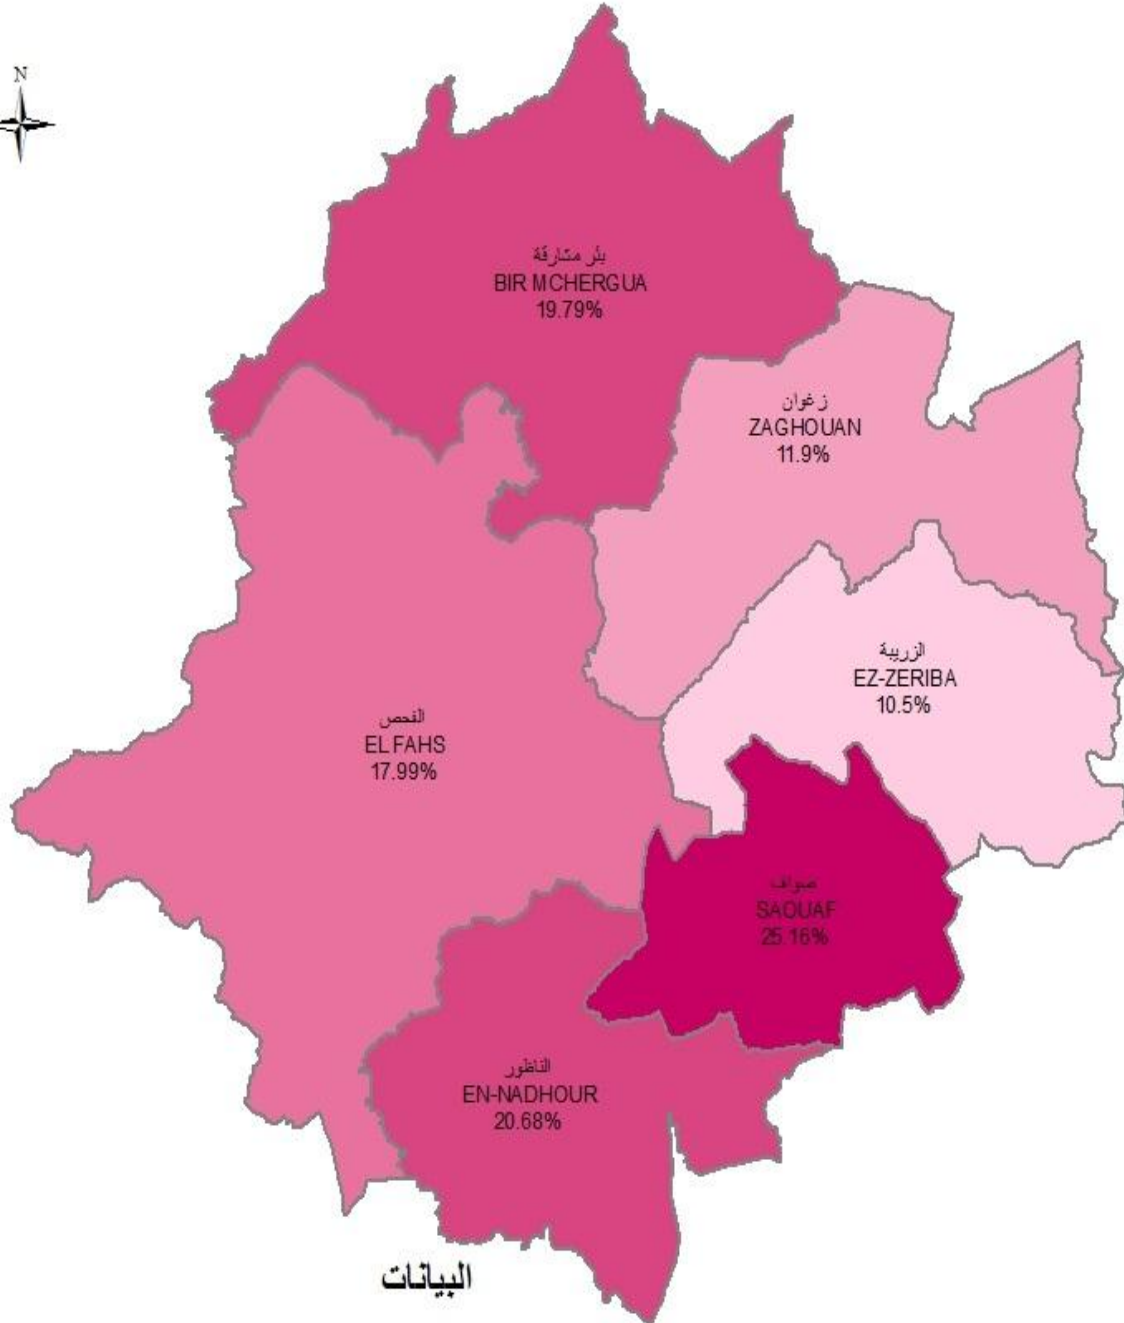 N
بئر مشارقة
BIR MCHERGUA
19.79%
زغوان
ZAGHOUAN
11.9%
الزريبة
EZ-ZERIBA
10.5%
الفحص
EL FAHS
17.99%
صواف
SAOUAF
25.16%
الناظور
EN-NADHOUR
20.68%
البيانات